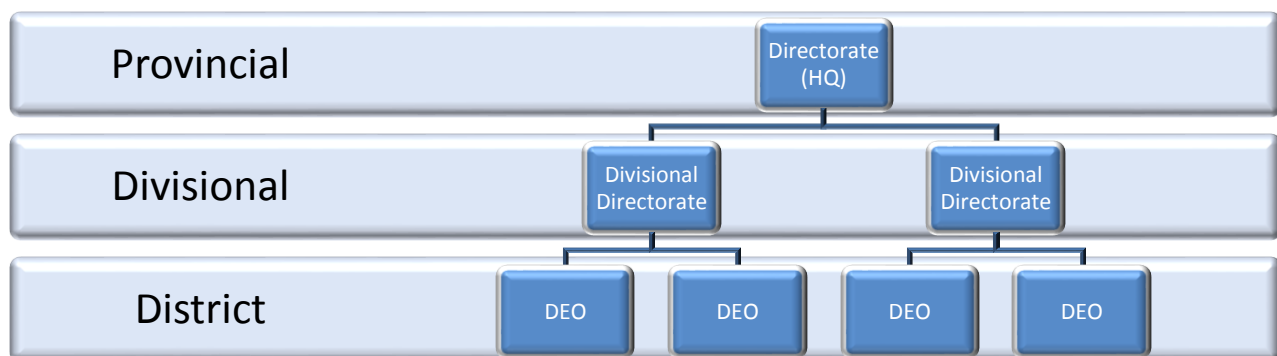 Provincial
Directorate
(HQ)
Divisional
Divisional
Directorate
Divisional
Directorate
District
DEO
DEO
DEO
DEO